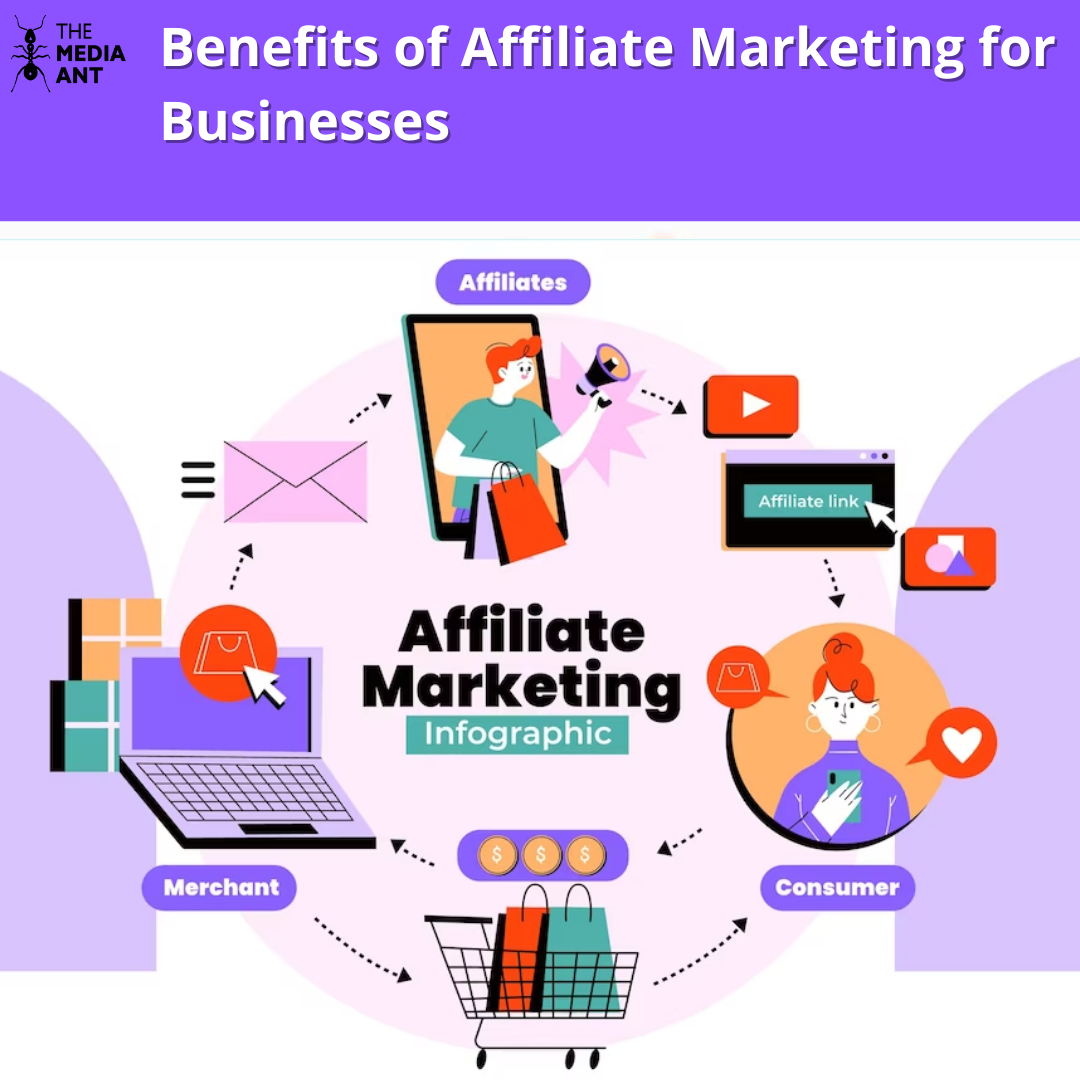 THE
MEDIA
ANT
Benefits of Affiliate Marketing for
Businesses
Affiliates
Affiliate link
Affiliate
Marketing
Infographic
$ $ $
Merchant
Consumer